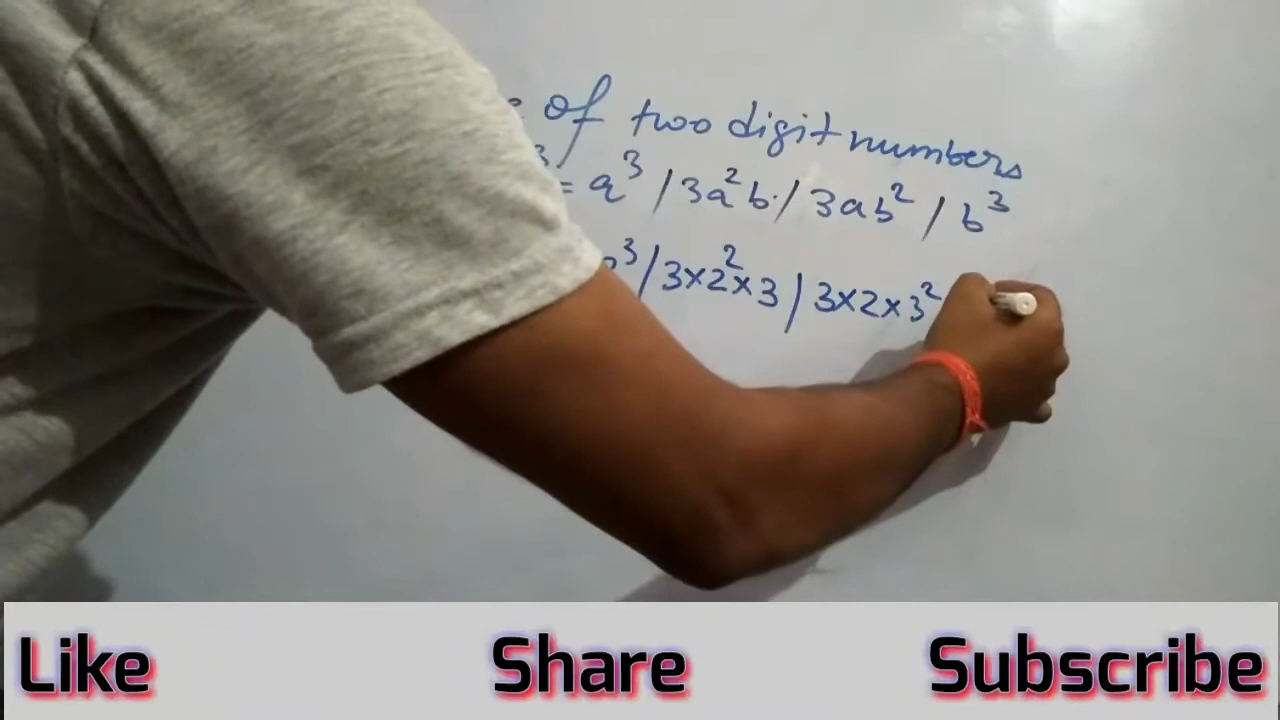 of two digit numbers
= a³ / 3a²b / 3ab² / b³
³ / 3×2²×3 / 3×2×3²
Like Share Subscribe